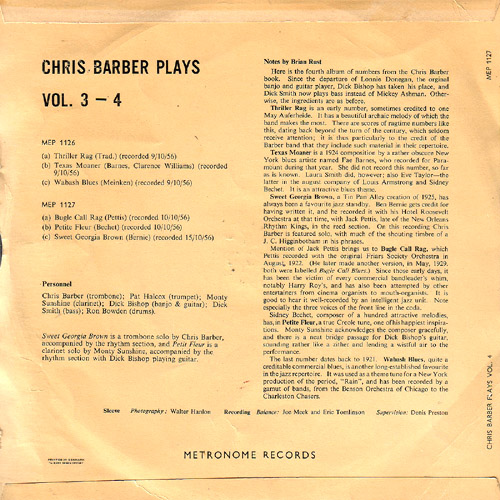 CHRIS BARBER PLAYS
VOL. 3 – 4
MEP 1126
(a) Thriller Rag (Trad.) (recorded 9/10/56)
(b) Texas Moaner (Barnes, Clarence Williams) (recorded
9/10/56)
(c) Wabash Blues (Meinken) (recorded 9/10/56)
MEP 1127
(a) Bugle Call Rag (Pettis) (recorded 10/10/56)
(b) Petite Fleur (Bechet) (recorded 10/10/56)
(c) Sweet Georgia Brown (Bernie) (recorded 15/10/56)
Personnel
Chris Barber (trombone); Pat Halcox (trumpet); Monty
Sunshine (clarinet); Dick Bishop (banjo & guitar); Dick
Smith (bass); Ron Bowden (drums).
Sweet Georgia Brown is a trombone solo by Chris Barber,
accompanied by the rhythm section, and Petit Fleur is a
clarinet solo by Monty Sunshine, accompanied by the
rhythm section with Dick Bishop playing guitar.
Notes by Brian Rust
Here is the fourth album of numbers from the Chris Barber
book. Since the departure of Lonnie Donegan, the orginal
banjo and guitar player, Dick Bishop has taken his place, and
Dick Smith now plays bass instead of Mickey Ashman. Other-
wise, the ingredients are as before.
Thriller Rag is an early number, sometimes credited to one
May Auferheide. It has a beautiful archaic melody of which the
band makes the most. There are scores of ragtime numbers like
this, dating back beyond the turn of the century, which seldom
receive attention; it is thus particularly to the credit of the
Barber band that they include such material in their repertoire.
Texas Moaner is a 1920 composition by a rather obscure New
York blues artist named Fae Barnes, who recorded for Para-
mount during that year. She did not record this number, so far
as is known. Laura Smith did, however; also Eve Taylor—the
latter in the august company of Louis Armstrong and Sidney
Bechet. It is an attractive blues theme.
Sweet Georgia Brown, a Tin Pan Alley creation of 1925, has
always been a favourite jazz standby. Ben Bernie gets credit for
having written it, and he recorded it with his Hotel Roosevelt
Orchestra at that time, with Jack Pettis, late of the New Orleans
Rhythm Kings, in the reed section. On this recording Chris
Barber is featured solo, with much of the shouting timbre of a
J. C. Higginbotham in his phrases.
Mention of Jack Pettis brings us to Bugle Call Rag, which
Pettis recorded with the original Friars Society Orchestra in
August, 1922. (He later made another version, in May, 1929,
both were labelled Bugle Call Blues.) Since those early days, it
has been the victim of every commercial bandleader's whim,
notably Harry Roy's, and has also been attempted by other
entertainers from cinema organists to mouth-organists. It is
good to hear it well-recorded by an intelligent jazz unit. Note
especially the three voices of the front line in the coda.
Sidney Bechet, composer of a hundred attractive melodies,
has, in Petite Fleur, a true Creole tune, one of his happiest inspira-
tions. Monty Sunshine acknowledges the composer gracefully,
and there is a neat bridge passage for Dick Bishop's guitar,
sounding rather like a zither and lending a wistful air to the
performance.
The last number dates back to 1921. Wabash Blues, quite a
creditable commercial blues, is another long-established favourite
in the jazz repertoire. It was used as a theme tune for a New York
production of the period, "Rain", and has been recorded by a
gamut of bands, from the Benson Orchestra of Chicago to the
Charleston Chasers.
Sleeve Photography: Walter Hanlon Recording Balance: Joe Meek and Eric Tomlinson Supervision: Denis Preston
METRONOME RECORDS
MEP 1127
CHRIS BARBER PLAYS VOL. 4